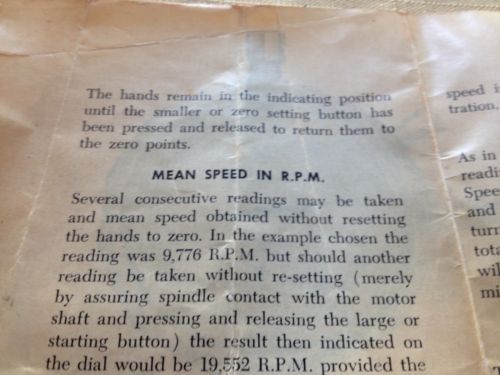 The hands remain in the indicating position
until the smaller or zero setting button has
been pressed and released to return them to
the zero points.
MEAN SPEED IN R.P.M.
Several consecutive readings may be taken
and mean speed obtained without resetting
the hands to zero. In the example chosen the
reading was 9,776 R.P.M. but should another
reading be taken without re-setting (merely
by assuring spindle contact with the motor
shaft and pressing and releasing the large or
starting button) the result then indicated on
the dial would be 19,552 R.P.M. provided the
speed
tration.
As in
readi
Spee
and
turn
tota
wil
mi